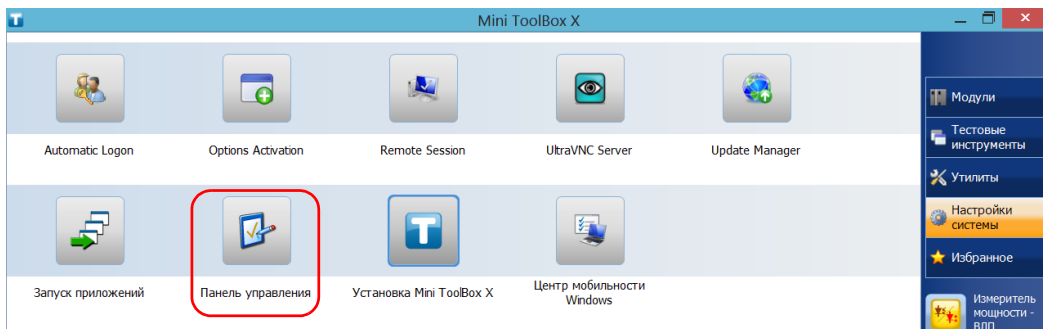 Mini ToolBox X
Automatic Logon
Options Activation
Remote Session
UltraVNC Server
Update Manager
Запуск приложений
Панель управления
Установка Mini ToolBox X
Центр мобильности
Windows
Модули
Тестовые
инструменты
Утилиты
Настройки
системы
Избранное
Измеритель
мощности -
ВЛП